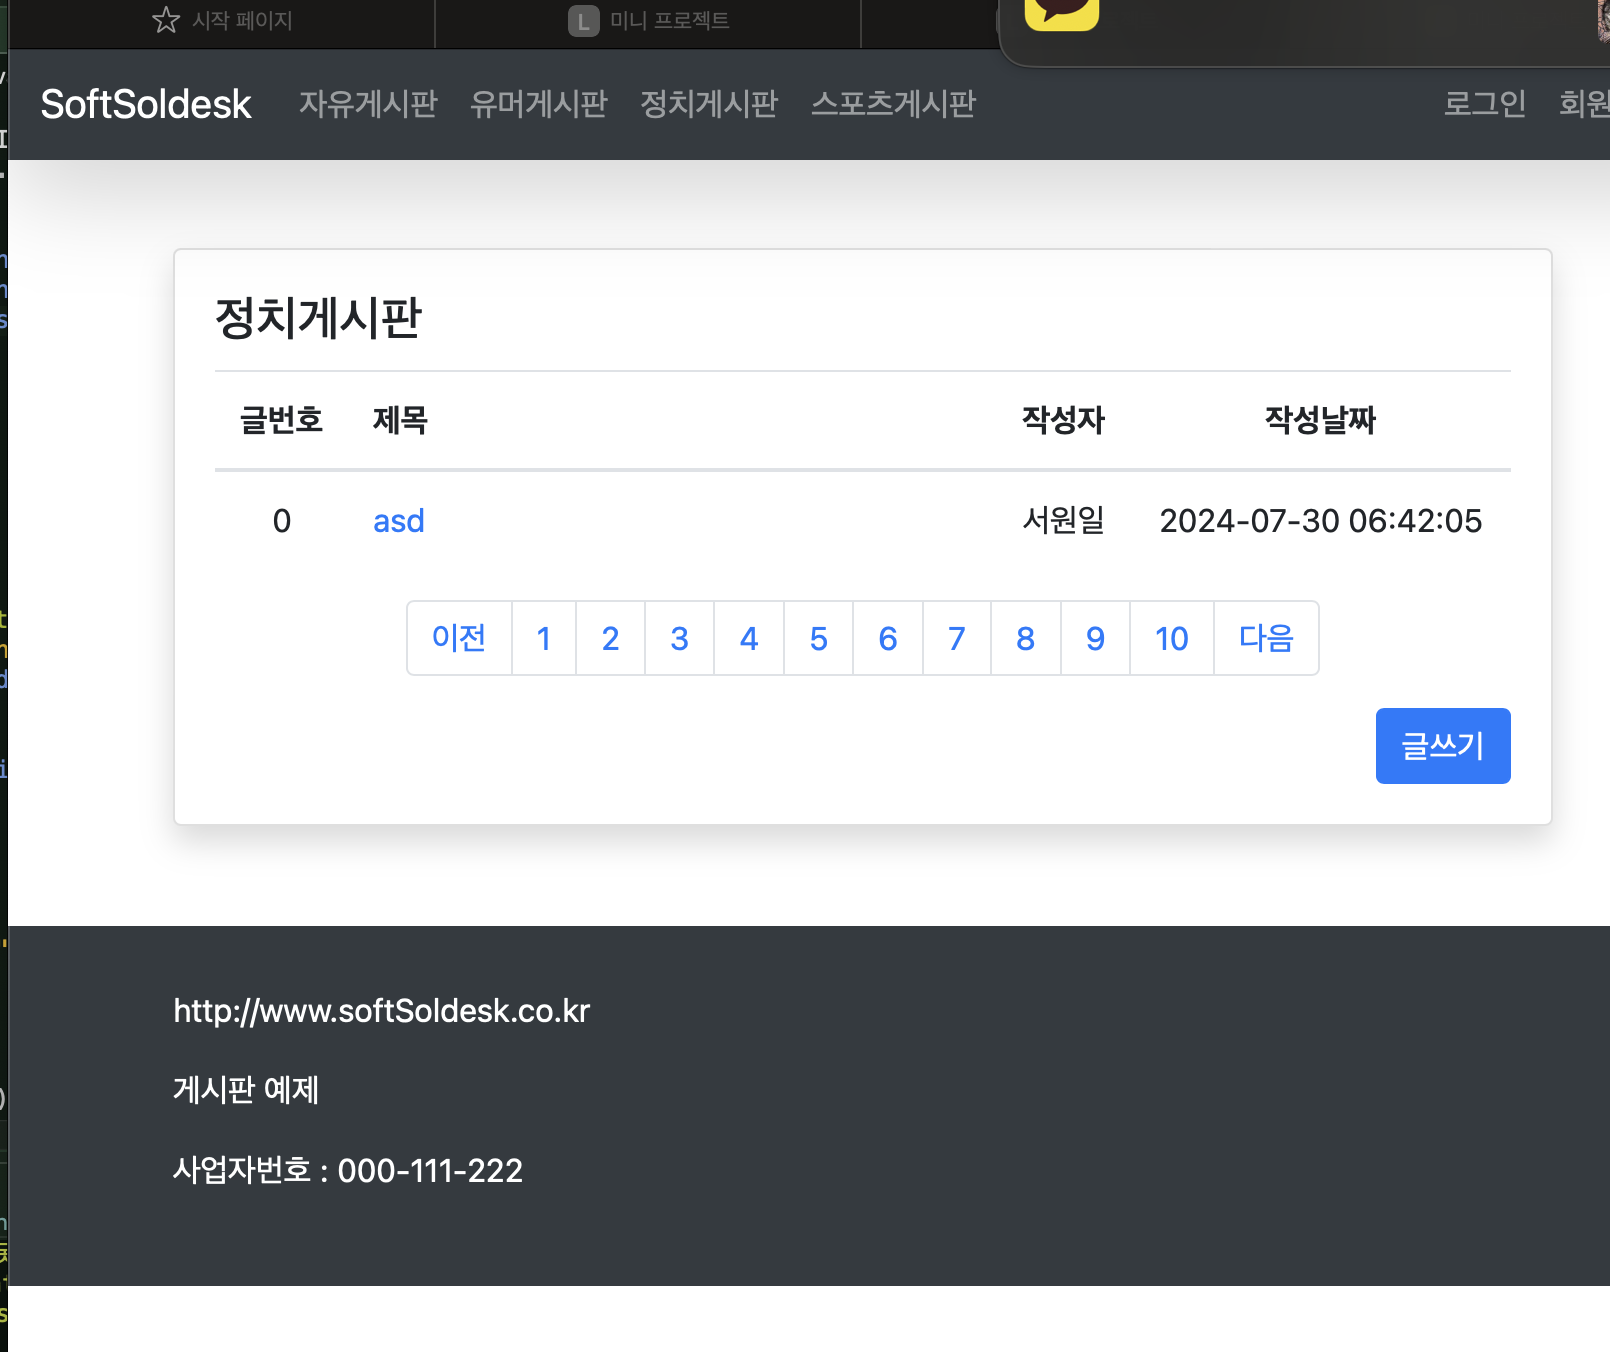 시작 페이지
L 미니 프로젝트
SoftSoldesk 자유게시판 유머게시판 정치게시판 스포츠게시판 로그인 회원
정치게시판
글번호 제목 작성자 작성날짜
0 asd 서원일 2024-07-30 06:42:05
이전 1 2 3 4 5 6 7 8 9 10 다음
글쓰기
http://www.softSoldesk.co.kr
게시판 예제
사업자번호 : 000-111-222